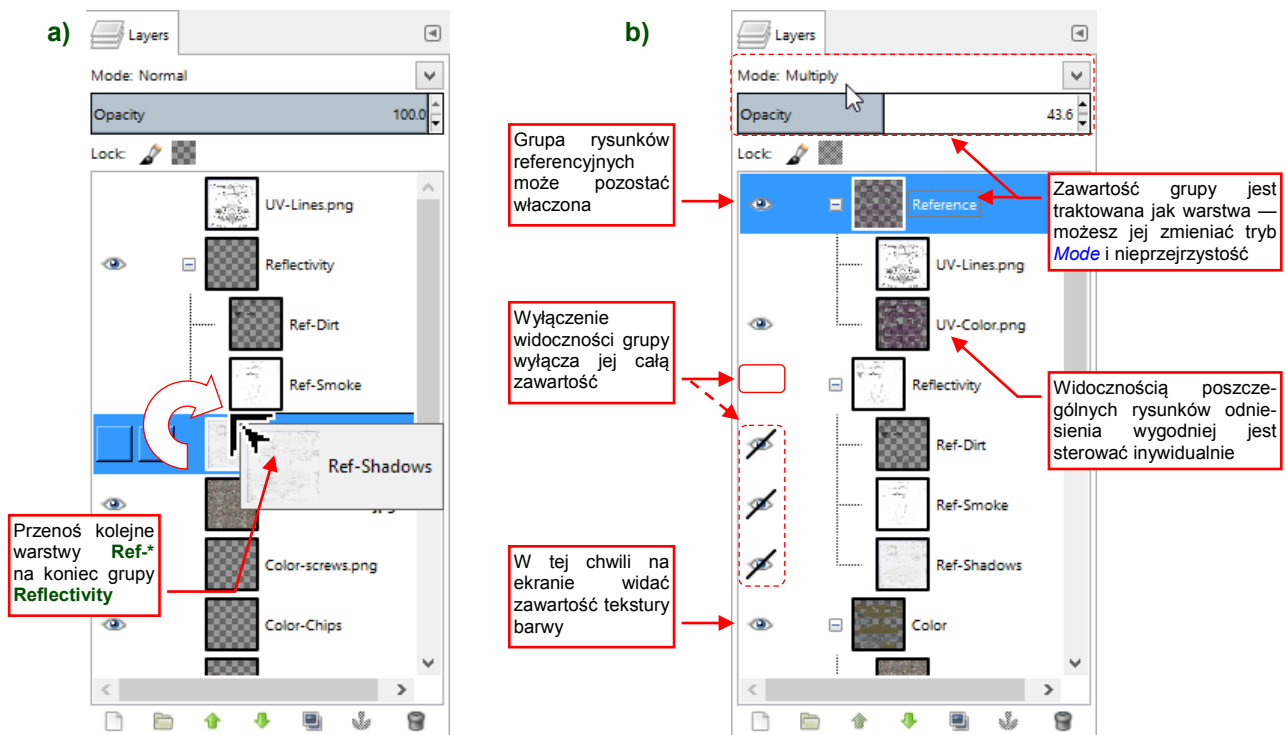 a)
Layers
Mode: Normal
Opacity 100.0
Lock:
UV-Lines.png
Reflectivity
Ref-Dirt
Ref-Smoke
Ref-Shadows
Color-screws.png
Color-Chips
Przenoś kolejne
warstwy Ref-*
na koniec grupy
Reflectivity
b)
Layers
Mode: Multiply
Opacity 43.6
Lock:
Reference
UV-Lines.png
UV-Color.png
Reflectivity
Ref-Dirt
Ref-Smoke
Ref-Shadows
Color
Grupa rysunków
referencyjnych
może pozostać
właczona
Wyłączenie
widoczności grupy
wyłącza jej całą
zawartość
W tej chwili na
ekranie widać
zawartość tekstury
barwy
Zawartość grupy jest
traktowana jak warstwa —
możesz jej zmieniać tryb
Mode i nieprzejrzystość
Widocznością poszcze-
gólnych rysunków odnie-
sienia wygodniej jest
sterować inywidualnie